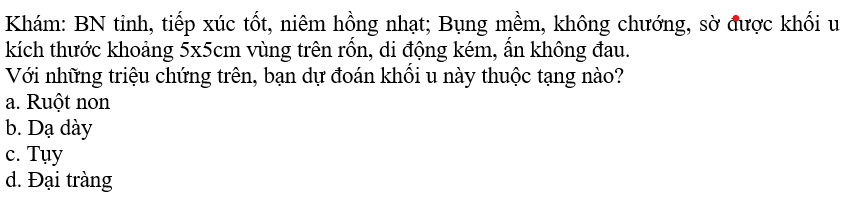 Khám: BN tỉnh, tiếp xúc tốt, niêm hồng nhạt; Bụng mềm, không chướng, sờ được khối u
kích thước khoảng 5x5cm vùng trên rốn, di động kém, ấn không đau.
Với những triệu chứng trên, bạn dự đoán khối u này thuộc tạng nào?
a. Ruột non
b. Dạ dày
c. Tụy
d. Đại tràng